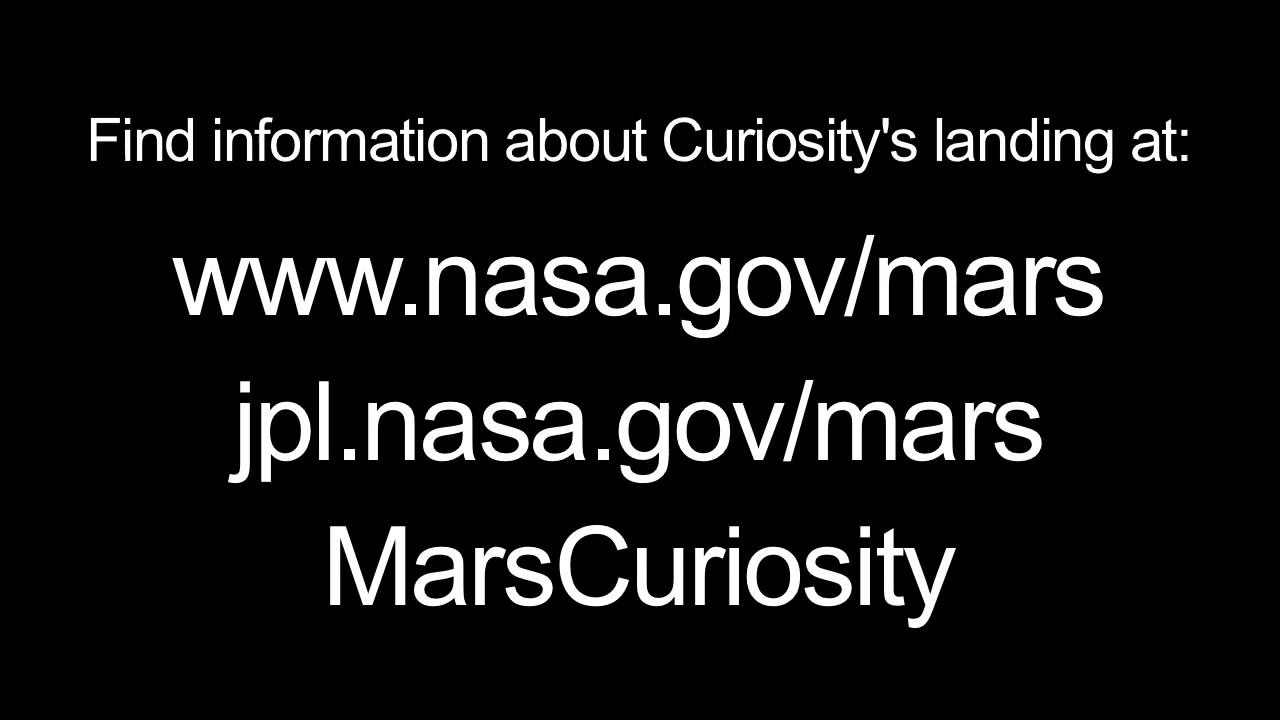 Find information about Curiosity's landing at:
www.nasa.gov/mars
jpl.nasa.gov/mars
MarsCuriosity